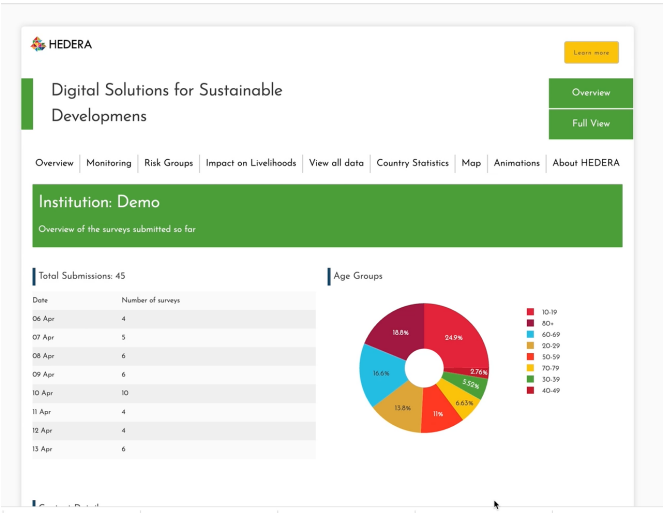 HEDERA
Learn more
Digital Solutions for Sustainable
Developmens
Overview
Full View
Overview Monitoring Risk Groups Impact on Livelihoods View all data Country Statistics Map Animations About HEDERA
Institution: Demo
Overview of the surveys submitted so far
Total Submissions: 45
Date Number of surveys
06 Apr 4
07 Apr 5
08 Apr 6
09 Apr 6
10 Apr 10
11 Apr 4
12 Apr 4
13 Apr 6
Age Groups
24.9%
2.76%
5.52%
6.63%
11%
13.8%
16.6%
18.8%
10-19
80+
60-69
20-29
50-59
70-79
30-39
40-49